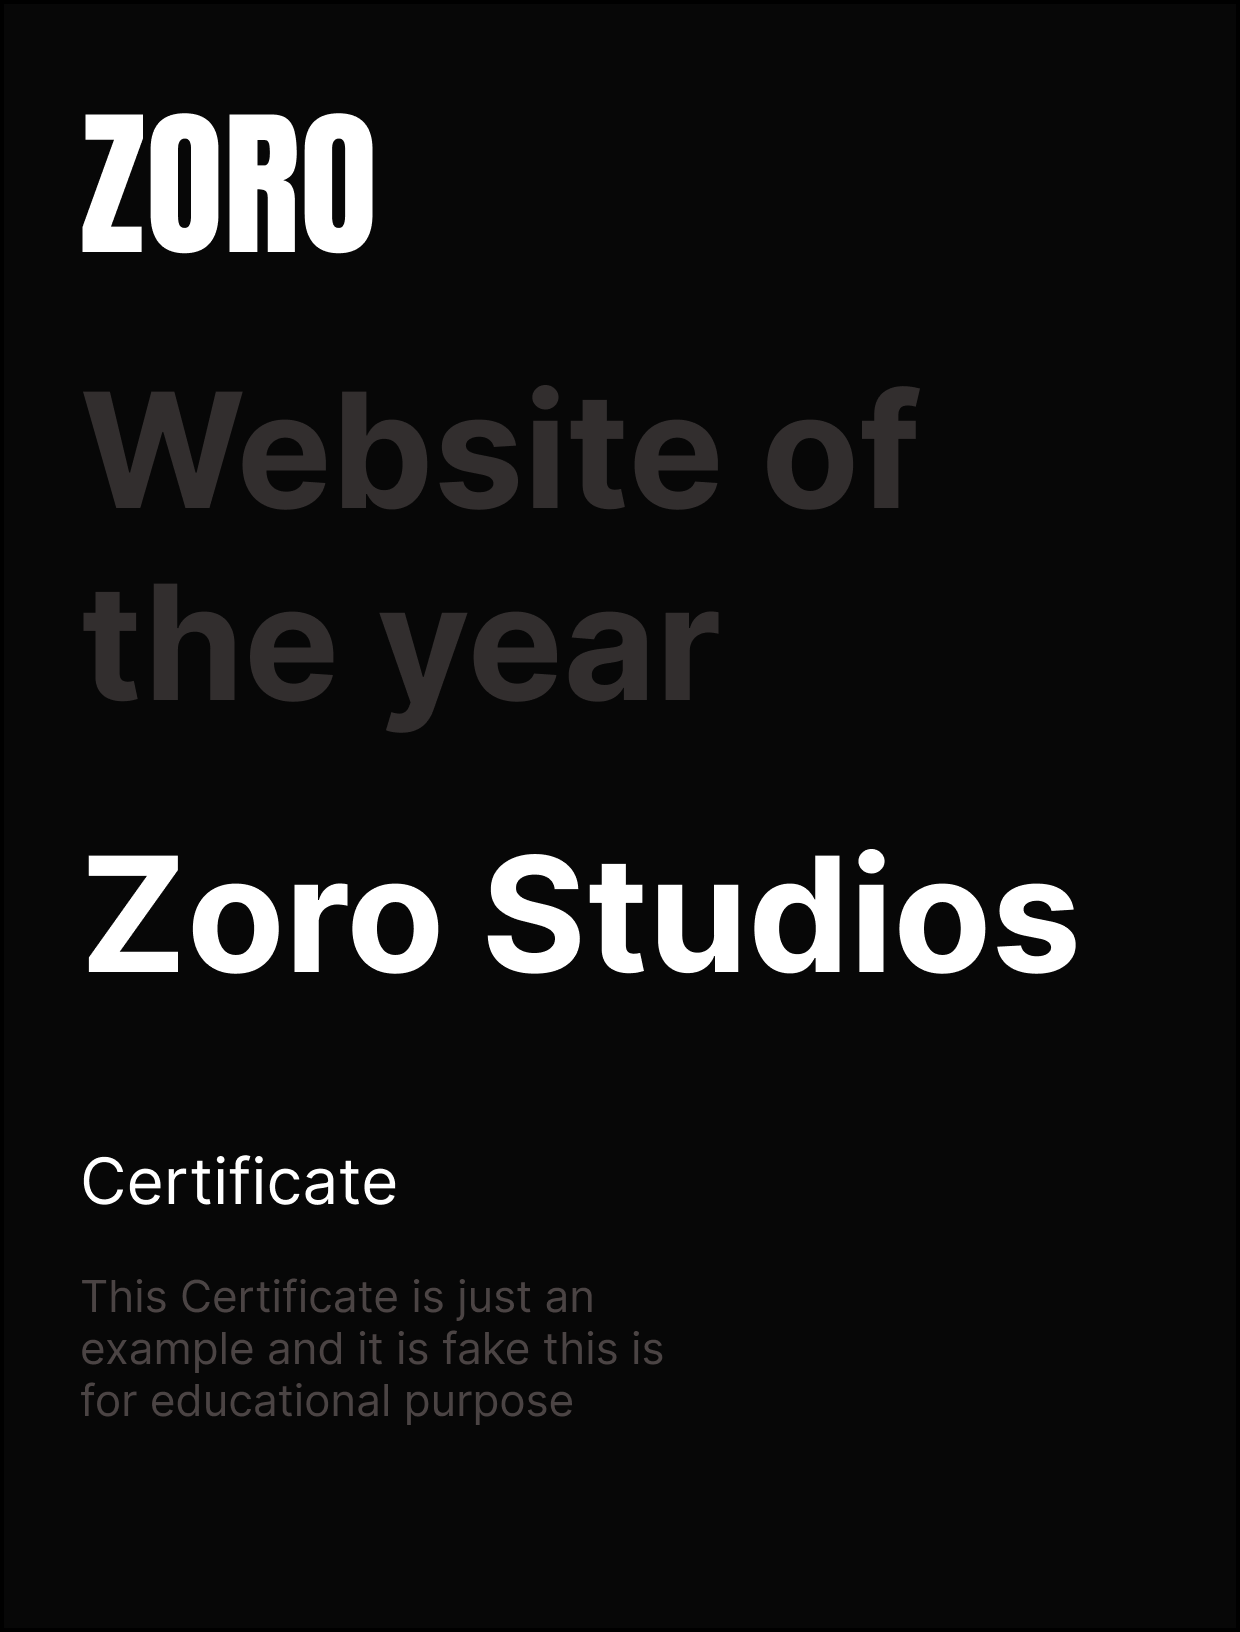 ZORO
Website of
the year
Zoro Studios
Certificate
This Certificate is just an
example and it is fake this is
for educational purpose